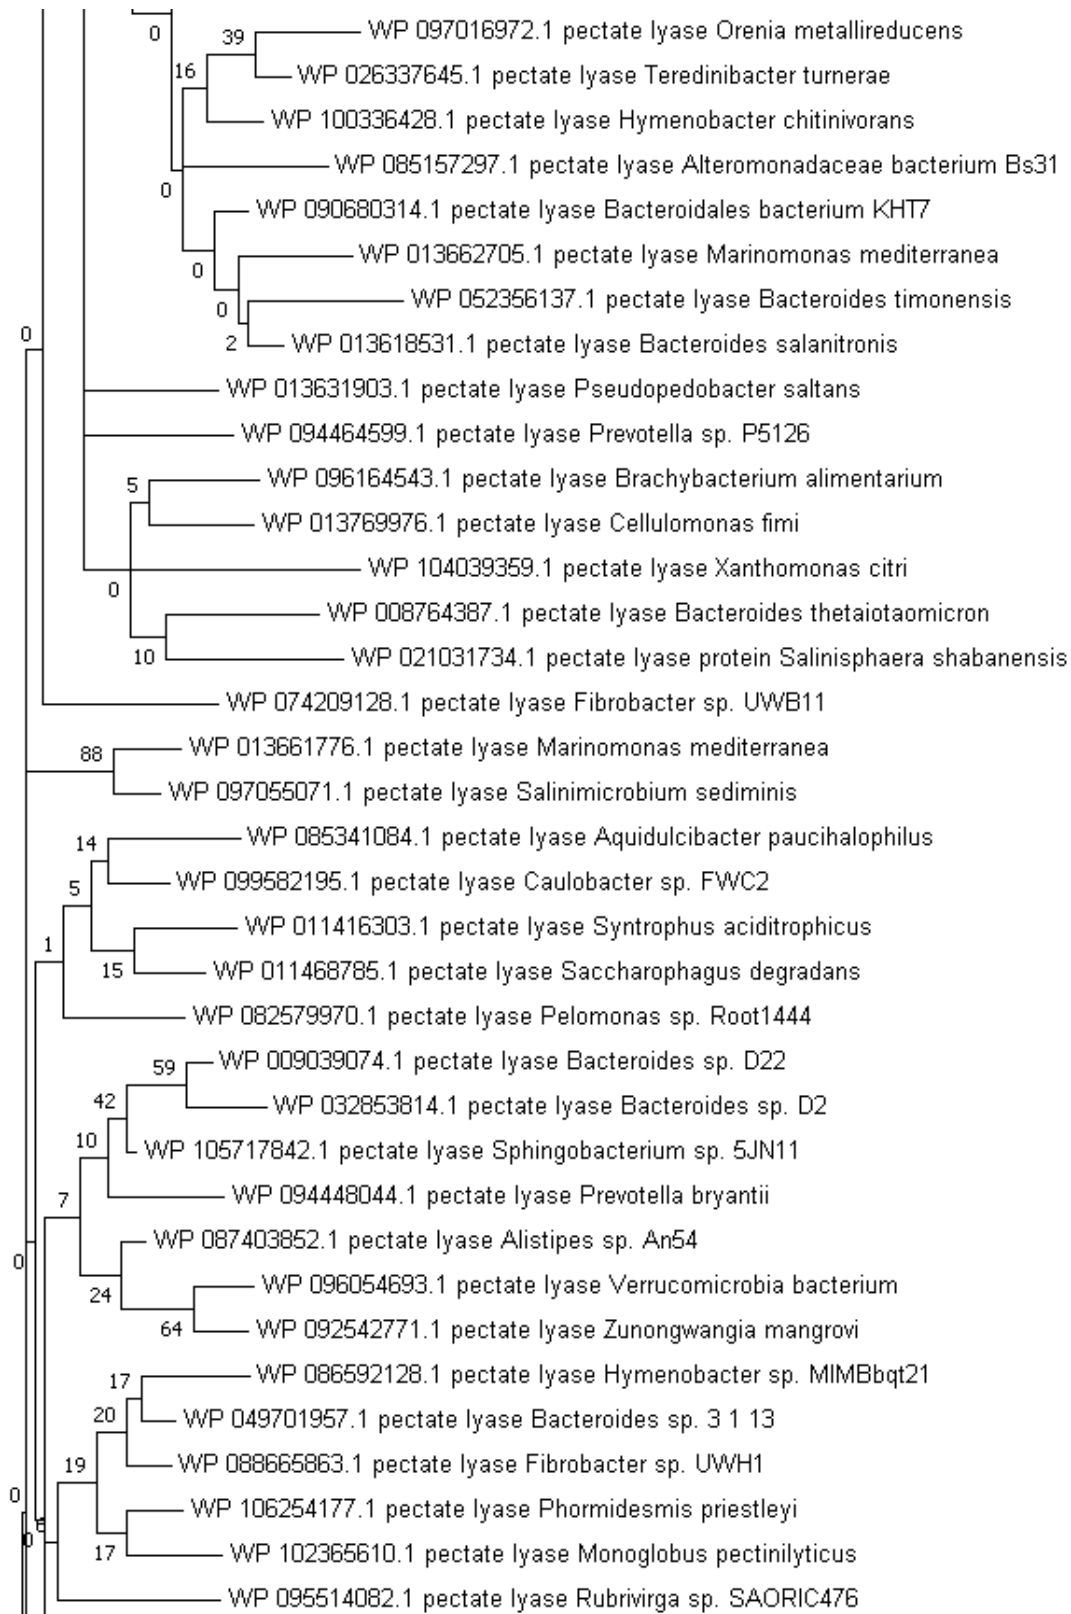 0
39
WP 097016972.1 pectate lyase Orenia metallireducens
16
WP 026337645.1 pectate lyase Teredinibacter turnerae
WP 100336428.1 pectate lyase Hymenobacter chitinivorans
WP 085157297.1 pectate lyase Alteromonadaceae bacterium Bs31
0
WP 090680314.1 pectate lyase Bacteroidales bacterium KHT7
WP 013662705.1 pectate lyase Marinomonas mediterranea
0
WP 052356137.1 pectate lyase Bacteroides timonensis
0
0
2
WP 013618531.1 pectate lyase Bacteroides salanitronis
WP 013631903.1 pectate lyase Pseudopedobacter saltans
WP 094464599.1 pectate lyase Prevotella sp. P5126
5
WP 096164543.1 pectate lyase Brachybacterium alimentarium
WP 013769976.1 pectate lyase Cellulomonas fimi
WP 104039359.1 pectate lyase Xanthomonas citri
0
WP 008764387.1 pectate lyase Bacteroides thetaiotaomicron
10
WP 021031734.1 pectate lyase protein Salinisphaera shabanensis
WP 074209128.1 pectate lyase Fibrobacter sp. UWB11
88
WP 013661776.1 pectate lyase Marinomonas mediterranea
WP 097055071.1 pectate lyase Salinimicrobium sediminis
14
WP 085341084.1 pectate lyase Aquidulcibacter paucihalophilus
5
WP 099582195.1 pectate lyase Caulobacter sp. FWC2
WP 011416303.1 pectate lyase Syntrophus aciditrophicus
1
15
WP 011468785.1 pectate lyase Saccharophagus degradans
WP 082579970.1 pectate lyase Pelomonas sp. Root1444
59
WP 009039074.1 pectate lyase Bacteroides sp. D22
42
WP 032853814.1 pectate lyase Bacteroides sp. D2
10
WP 105717842.1 pectate lyase Sphingobacterium sp. 5JN11
7
WP 094448044.1 pectate lyase Prevotella bryantii
WP 087403852.1 pectate lyase Alistipes sp. An54
0
24
WP 096054693.1 pectate lyase Verrucomicrobia bacterium
64
WP 092542771.1 pectate lyase Zunongwangia mangrovi
17
WP 086592128.1 pectate lyase Hymenobacter sp. MIMBbqt21
20
WP 049701957.1 pectate lyase Bacteroides sp. 3 1 13
19
WP 088665863.1 pectate lyase Fibrobacter sp. UWH1
0
WP 106254177.1 pectate lyase Phormidesmis priestleyi
0
17
WP 102365610.1 pectate lyase Monoglobus pectinilyticus
WP 095514082.1 pectate lyase Rubrivirga sp. SAORIC476